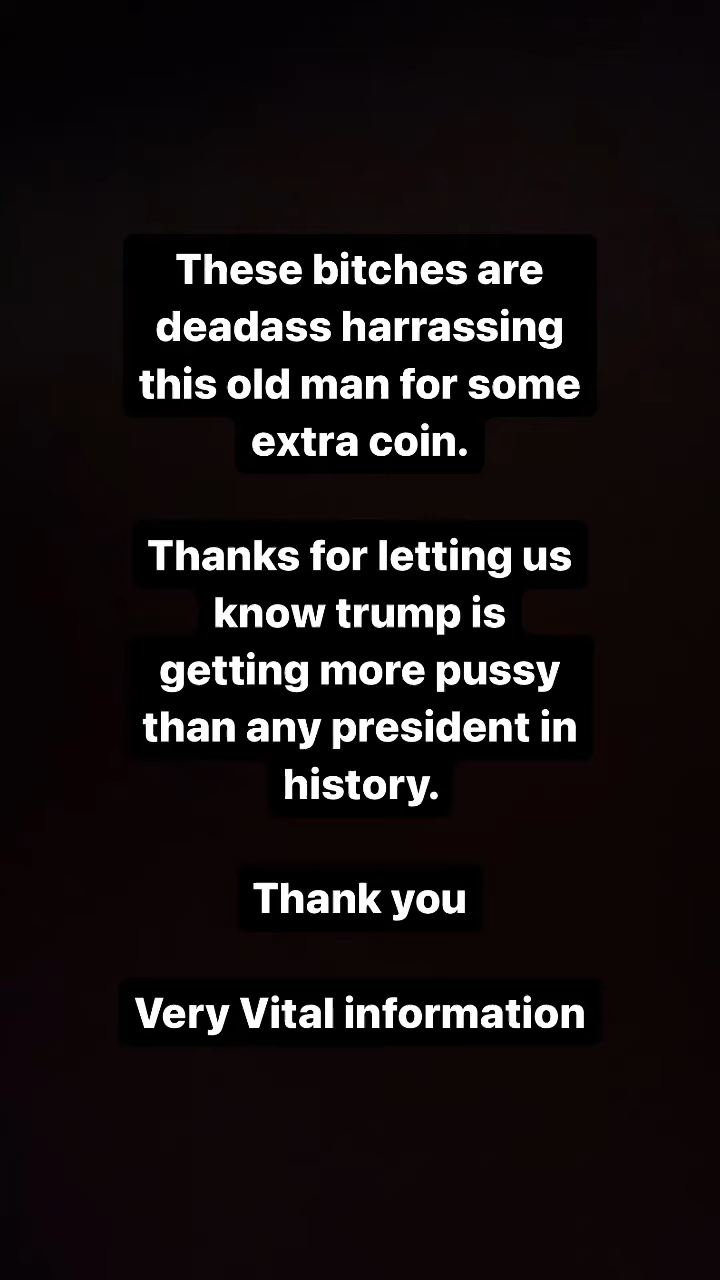 These bitches are
deadass harrassing
this old man for some
extra coin.
Thanks for letting us
know trump is
getting more pussy
than any president in
history.
Thank you
Very Vital information